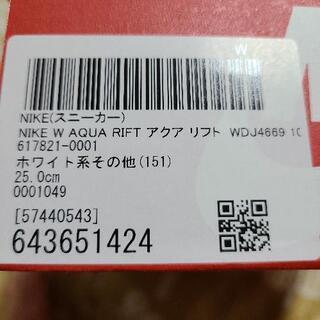 W
NIKE(スニーカー)
NIKE W AQUA RIFT アクア リフト WDJ4669 10
617821-0001
ホワイト系その他(151)
25.0cm
0001049
[57440543]
643651424